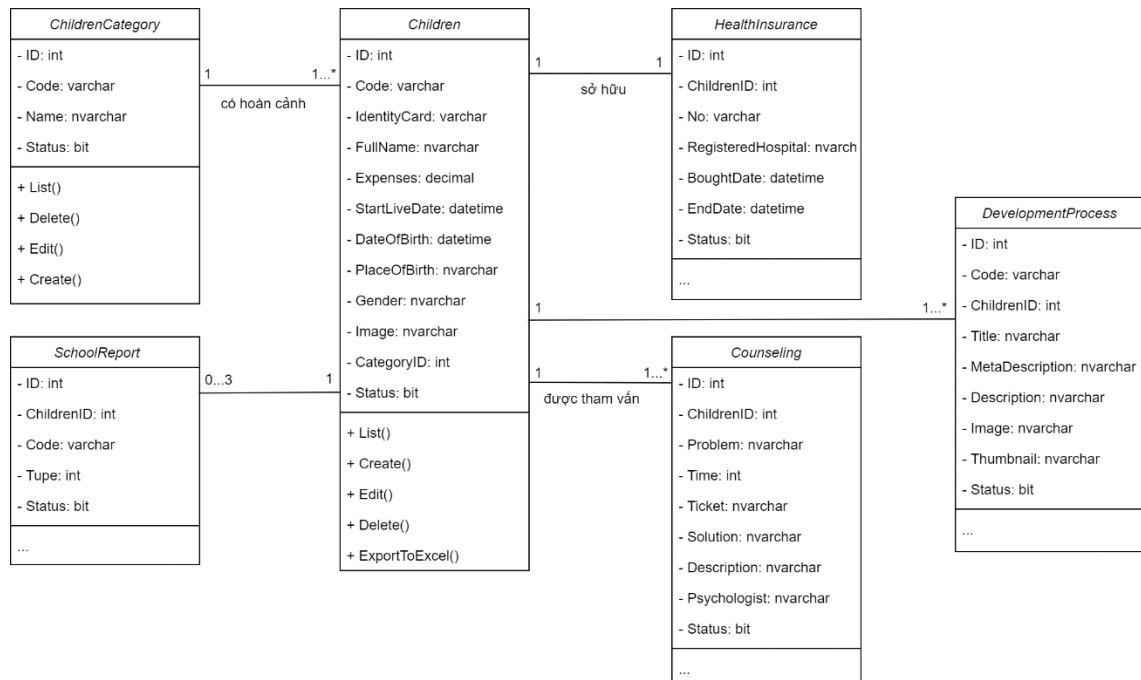 ChildrenCategory
- ID: int
- Code: varchar
- Name: nvarchar
- Status: bit
+ List()
+ Delete()
+ Edit()
+ Create()
1
1...*
có hoàn cảnh
Children
- ID: int
- Code: varchar
- IdentityCard: varchar
- FullName: nvarchar
- Expenses: decimal
- StartLiveDate: datetime
- DateOfBirth: datetime
- PlaceOfBirth: nvarchar
- Gender: nvarchar
- Image: nvarchar
- CategoryID: int
- Status: bit
+ List()
+ Create()
+ Edit()
+ Delete()
+ ExportToExcel()
1
1
sở hữu
HealthInsurance
- ID: int
- ChildrenID: int
- No: varchar
- RegisteredHospital: nvarch
- BoughtDate: datetime
- EndDate: datetime
- Status: bit
...
1
1...*
DevelopmentProcess
- ID: int
- Code: varchar
- ChildrenID: int
- Title: nvarchar
- MetaDescription: nvarchar
- Description: nvarchar
- Image: nvarchar
- Thumbnail: nvarchar
- Status: bit
...
SchoolReport
- ID: int
- ChildrenID: int
- Code: varchar
- Tupe: int
- Status: bit
...
0...3
1
1
1...*
được tham vấn
Counseling
- ID: int
- ChildrenID: int
- Problem: nvarchar
- Time: int
- Ticket: nvarchar
- Solution: nvarchar
- Description: nvarchar
- Psychologist: nvarchar
- Status: bit
...